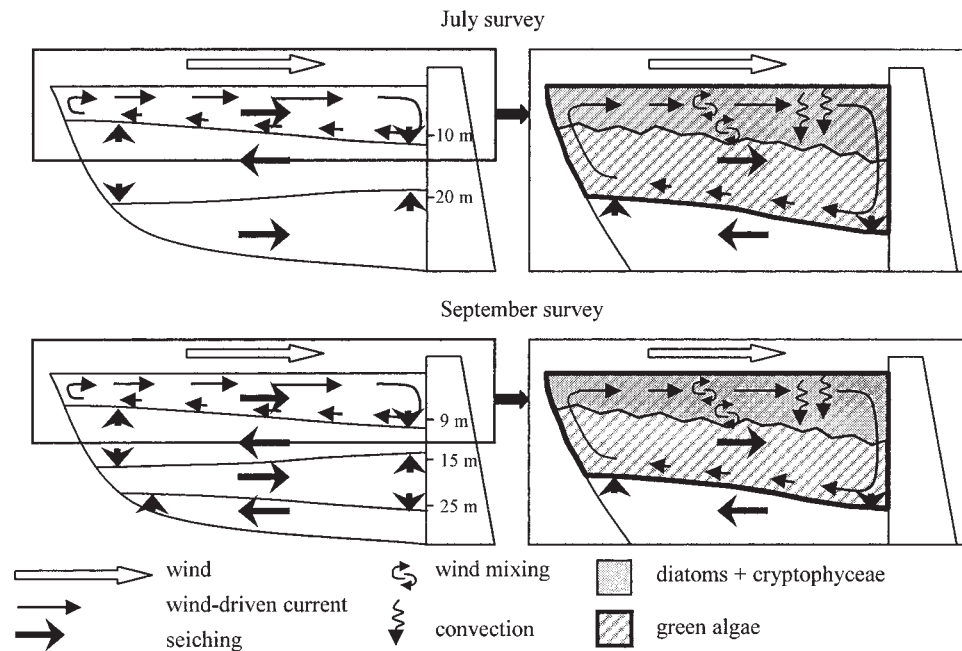 July survey
10 m
20 m
September survey
9 m
15 m
25 m
wind
wind mixing
diatoms + cryptophyceae
wind-driven current
convection
green algae
seiching